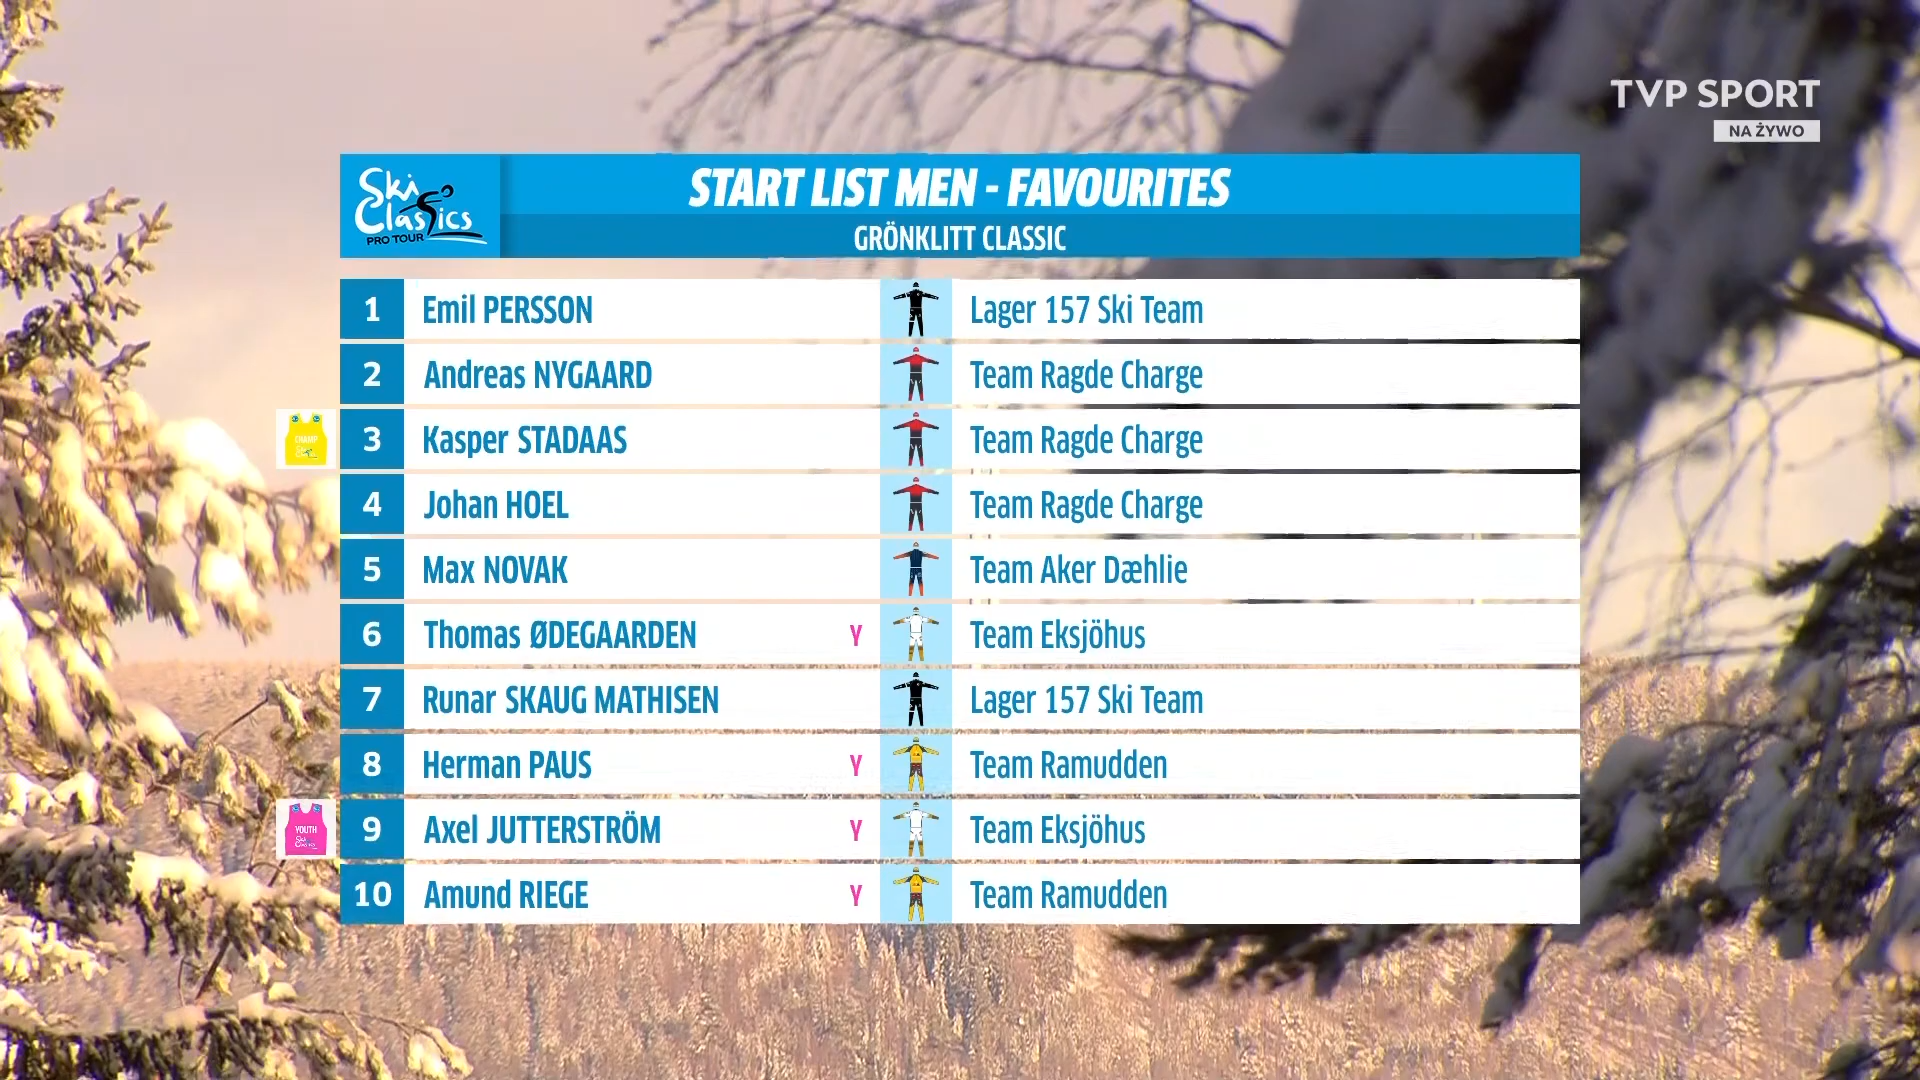 TVP SPORT
NA ŻYWO
Ski Classics
PRO TOUR
START LIST MEN - FAVOURITES
GRÖNKLITT CLASSIC
1 Emil PERSSON Lager 157 Ski Team
2 Andreas NYGAARD Team Ragde Charge
CHAMP 3 Kasper STADAAS Team Ragde Charge
4 Johan HOEL Team Ragde Charge
5 Max NOVAK Team Aker Dæhlie
6 Thomas ØDEGAARDEN Y Team Eksjöhus
7 Runar SKAUG MATHISEN Lager 157 Ski Team
8 Herman PAUS Y Team Ramudden
YOUTH Ski Classics 9 Axel JUTTERSTRÖM Y Team Eksjöhus
10 Amund RIEGE Y Team Ramudden